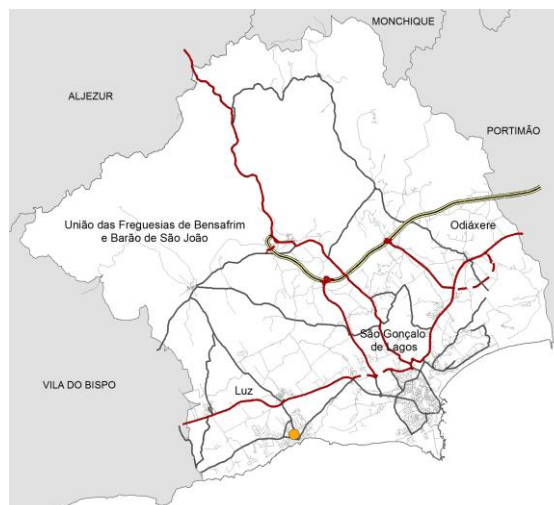 MONCHIQUE
ALJEZUR
PORTIMÃO
União das Freguesias de Bensafrim
e Barão de São João
Odiáxere
São Gonçalo
de Lagos
VILA DO BISPO
Luz